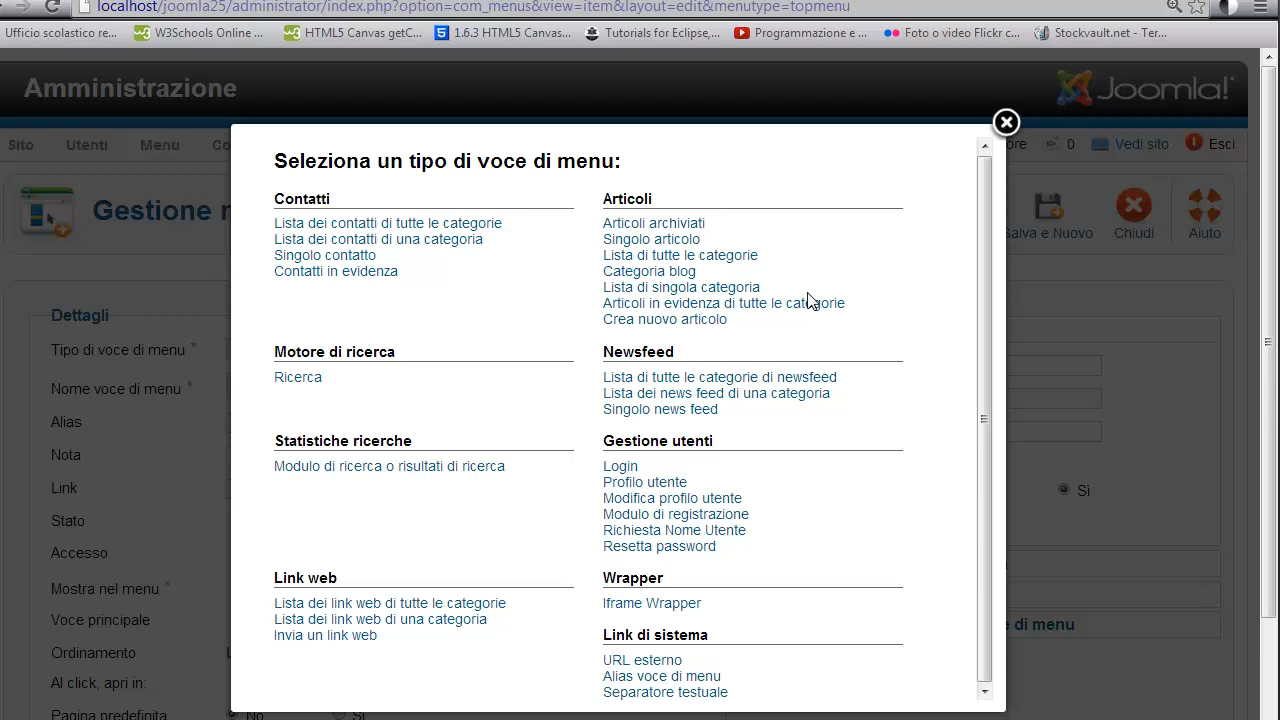 localhost/joomla25/administrator/index.php?option=com_menus&view=item&layout=edit&menutype=topmenu
Ufficio scolastico re...
W3Schools Online ...
HTML5 Canvas getC...
1.6.3 HTML5 Canvas...
Tutorials for Eclipse,...
Programmazione e ...
Foto o video Flickr c...
Stockvault.net - Ter...
Amministrazione
Joomla!
Sito
Utenti
Menu
0
Vedi sito
Esci
Gestione
Salva e Nuovo
Chiudi
Aiuto
Seleziona un tipo di voce di menu:
Contatti
Lista dei contatti di tutte le categorie
Lista dei contatti di una categoria
Singolo contatto
Contatti in evidenza
Articoli
Articoli archiviati
Singolo articolo
Lista di tutte le categorie
Categoria blog
Lista di singola categoria
Articoli in evidenza di tutte le categorie
Crea nuovo articolo
Motore di ricerca
Ricerca
Newsfeed
Lista di tutte le categorie di newsfeed
Lista dei news feed di una categoria
Singolo news feed
Statistiche ricerche
Modulo di ricerca o risultati di ricerca
Gestione utenti
Login
Profilo utente
Modifica profilo utente
Modulo di registrazione
Richiesta Nome Utente
Resetta password
Link web
Lista dei link web di tutte le categorie
Lista dei link web di una categoria
Invia un link web
Wrapper
Iframe Wrapper
Link di sistema
URL esterno
Alias voce di menu
Separatore testuale
Dettagli
Tipo di voce di menu *
Nome voce di menu *
Alias
Nota
Link
Stato
Accesso
Mostra nel menu *
Voce principale
Ordinamento
Al click, apri in:
Pagina predefinita
No
Sì
Sì
e di menu